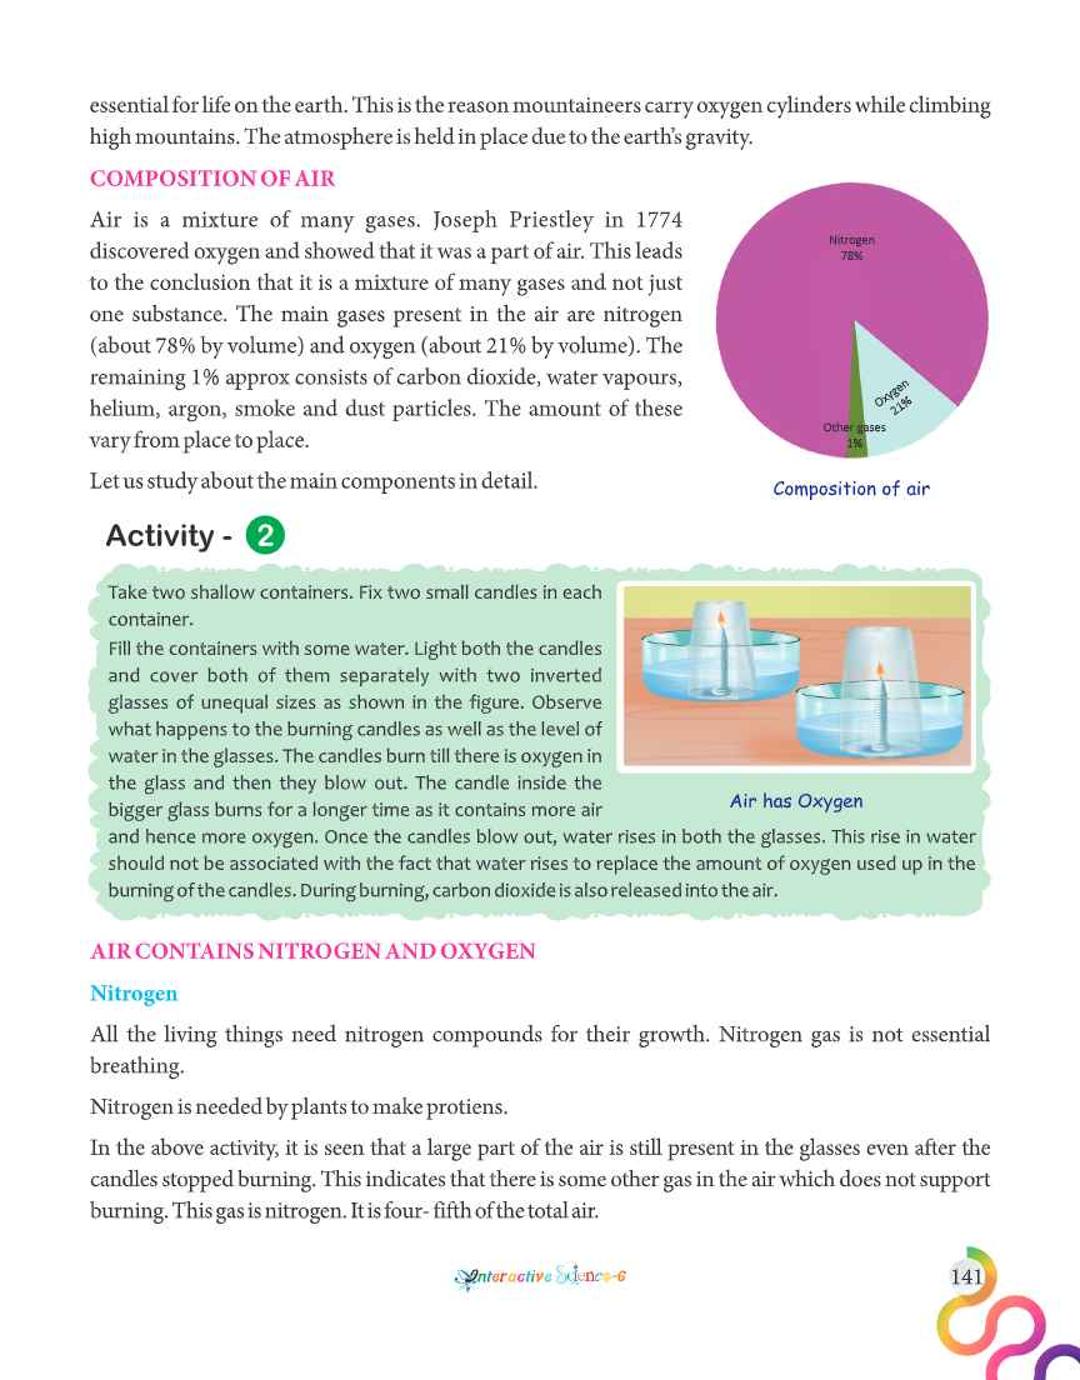 essential for life on the earth. This is the reason mountaineers carry oxygen cylinders while climbing
high mountains. The atmosphere is held in place due to the earth's gravity.
COMPOSITION OF AIR
Air is a mixture of many gases. Joseph Priestley in 1774
discovered oxygen and showed that it was a part of air. This leads
to the conclusion that it is a mixture of many gases and not just
one substance. The main gases present in the air are nitrogen
(about 78% by volume) and oxygen (about 21% by volume). The
remaining 1% approx consists of carbon dioxide, water vapours,
helium, argon, smoke and dust particles. The amount of these
vary from place to place.
Let us study about the main components in detail.
Nitrogen
78%
Oxygen
21%
Other gases
1%
Composition of air
Activity - 2
Take two shallow containers. Fix two small candles in each
container.
Fill the containers with some water. Light both the candles
and cover both of them separately with two inverted
glasses of unequal sizes as shown in the figure. Observe
what happens to the burning candles as well as the level of
water in the glasses. The candles burn till there is oxygen in
the glass and then they blow out. The candle inside the
bigger glass burns for a longer time as it contains more air
and hence more oxygen. Once the candles blow out, water rises in both the glasses. This rise in water
should not be associated with the fact that water rises to replace the amount of oxygen used up in the
burning of the candles. During burning, carbon dioxide is also released into the air.
Air has Oxygen
AIR CONTAINS NITROGEN AND OXYGEN
Nitrogen
All the living things need nitrogen compounds for their growth. Nitrogen gas is not essential
breathing.
Nitrogen is needed by plants to make protiens.
In the above activity, it is seen that a large part of the air is still present in the glasses even after the
candles stopped burning. This indicates that there is some other gas in the air which does not support
burning. This gas is nitrogen. It is four- fifth of the total air.
Interactive Science-6
141